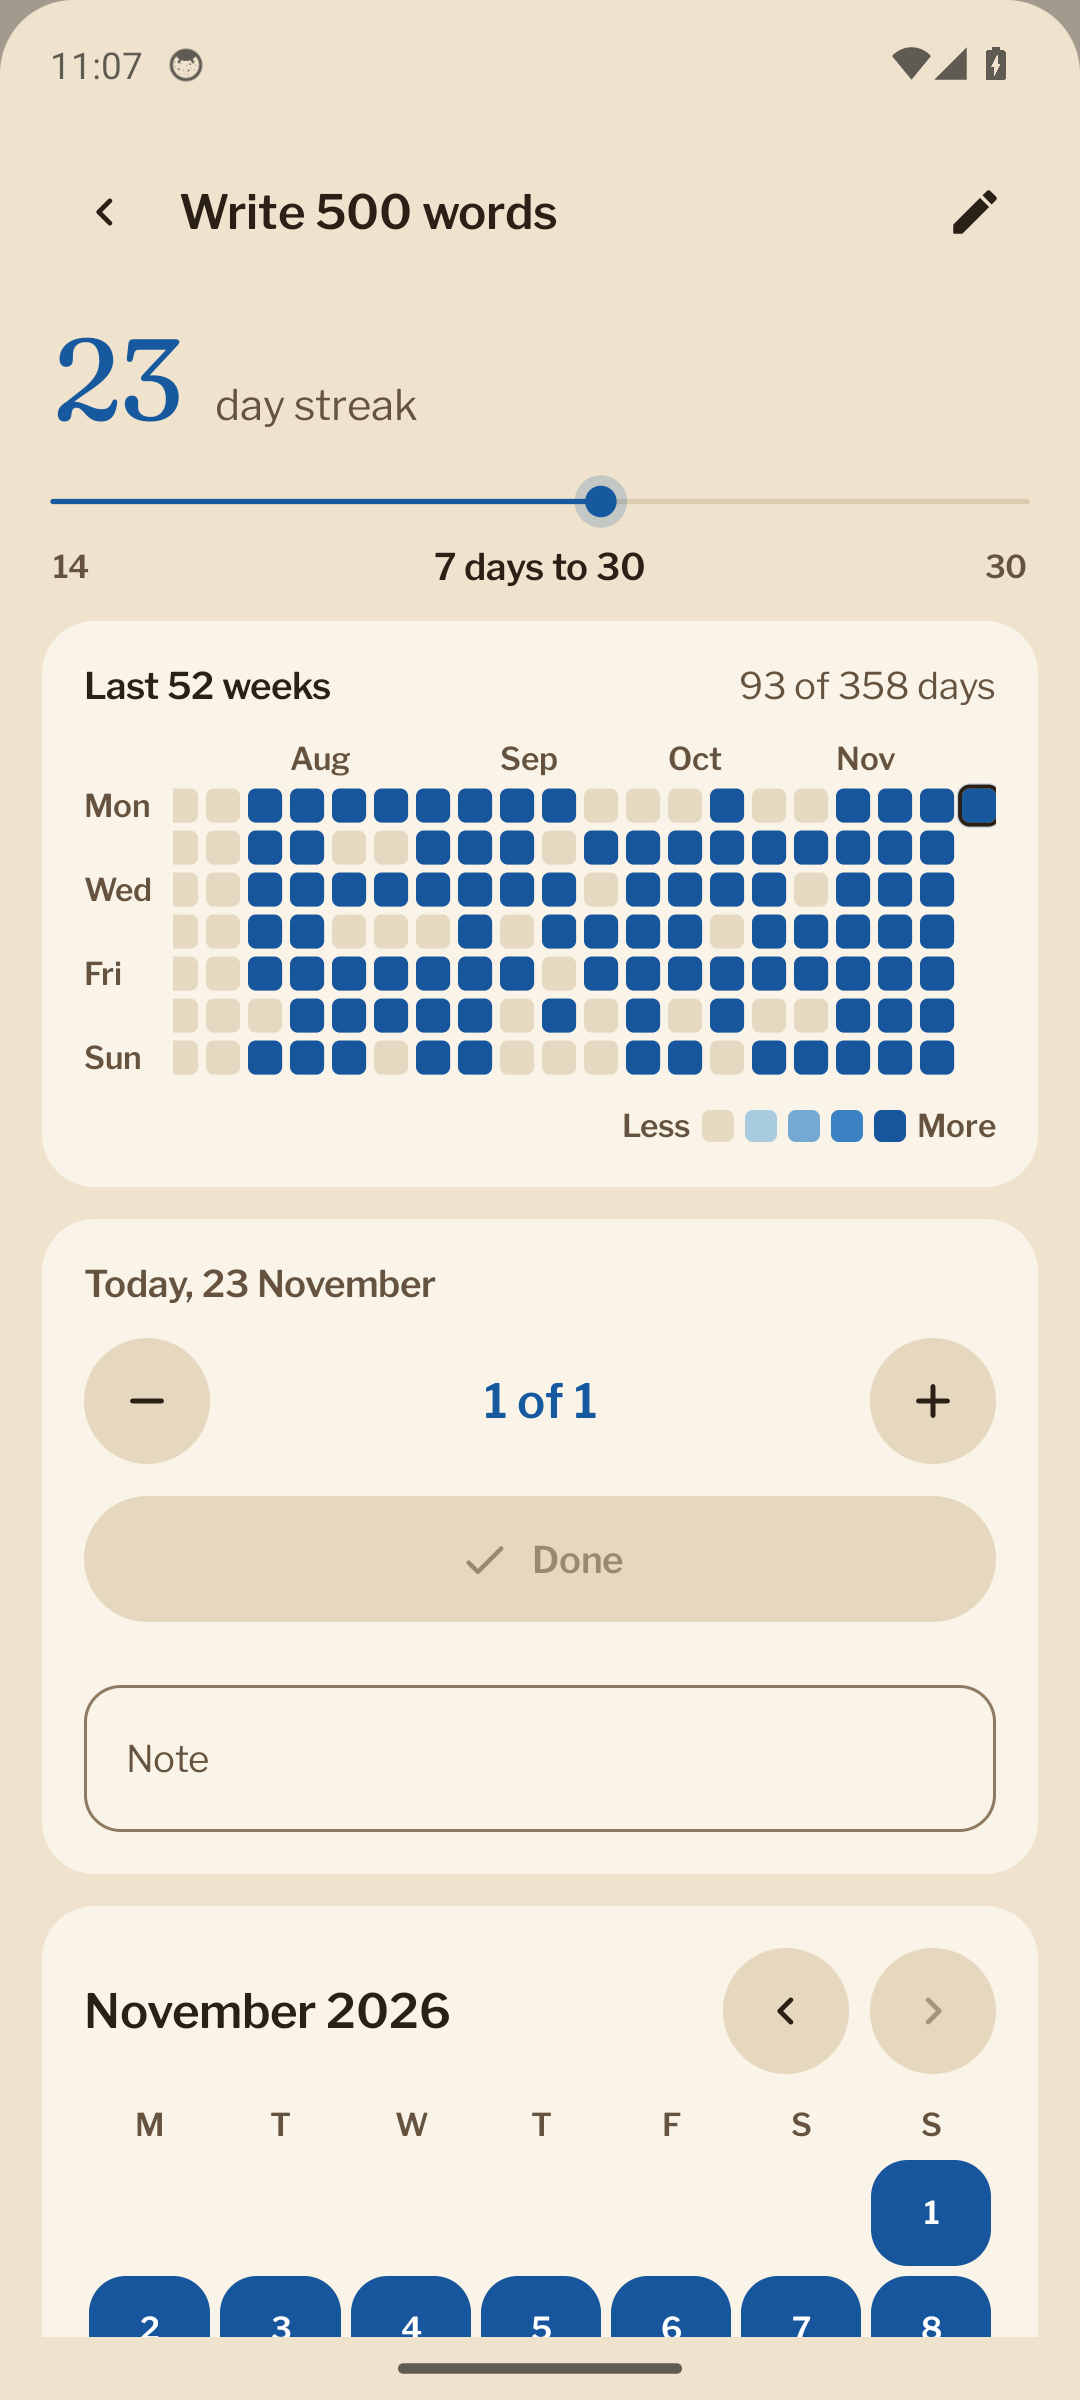 11:07
Write 500 words
23 day streak
14 7 days to 30 30
Last 52 weeks 93 of 358 days
Aug Sep Oct Nov
Mon
Wed
Fri
Sun
Less More
Today, 23 November
1 of 1
Done
Note
November 2026
M T W T F S S
1
2 3 4 5 6 7 8